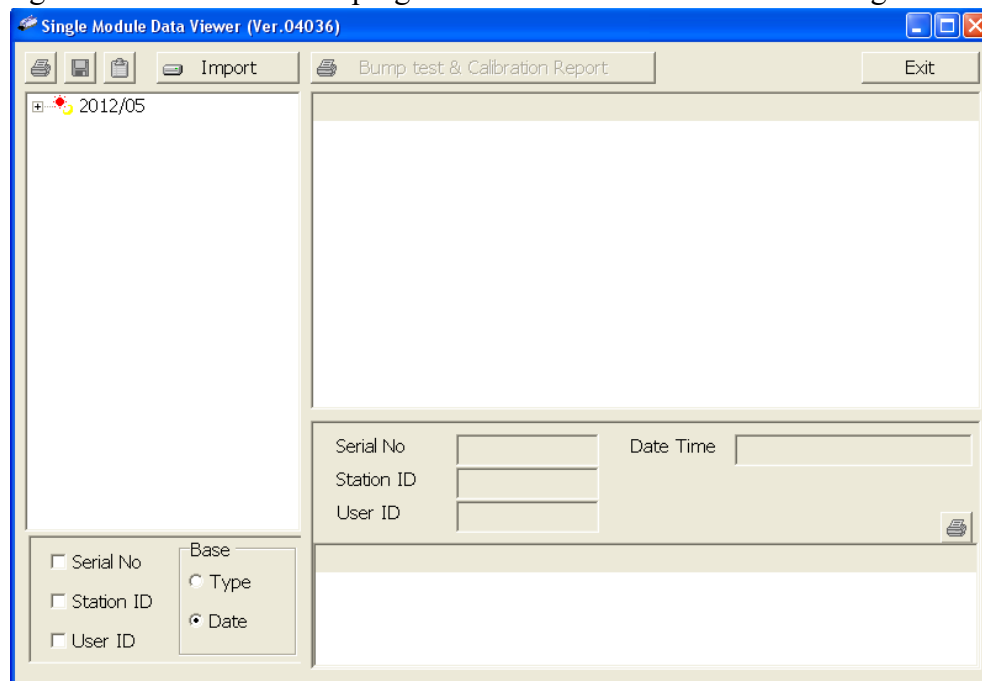 Single Module Data Viewer (Ver.04036)
Import
Bump test & Calibration Report
Exit
2012/05
Serial No
Date Time
Station ID
User ID
Serial No
Station ID
User ID
Base
Type
Date